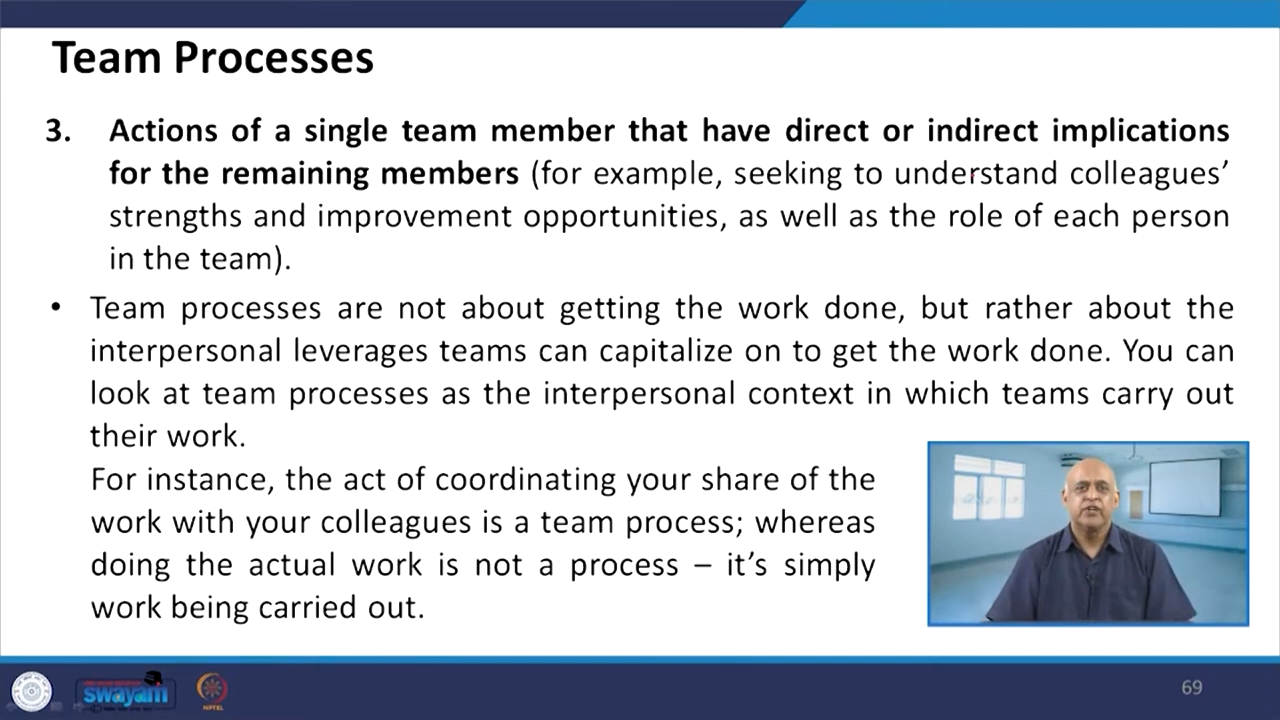 Team Processes
3. Actions of a single team member that have direct or indirect implications
for the remaining members (for example, seeking to understand colleagues’
strengths and improvement opportunities, as well as the role of each person
in the team).
• Team processes are not about getting the work done, but rather about the
interpersonal leverages teams can capitalize on to get the work done. You can
look at team processes as the interpersonal context in which teams carry out
their work.
For instance, the act of coordinating your share of the
work with your colleagues is a team process; whereas
doing the actual work is not a process – it’s simply
work being carried out.
swayam
NPTEL
69